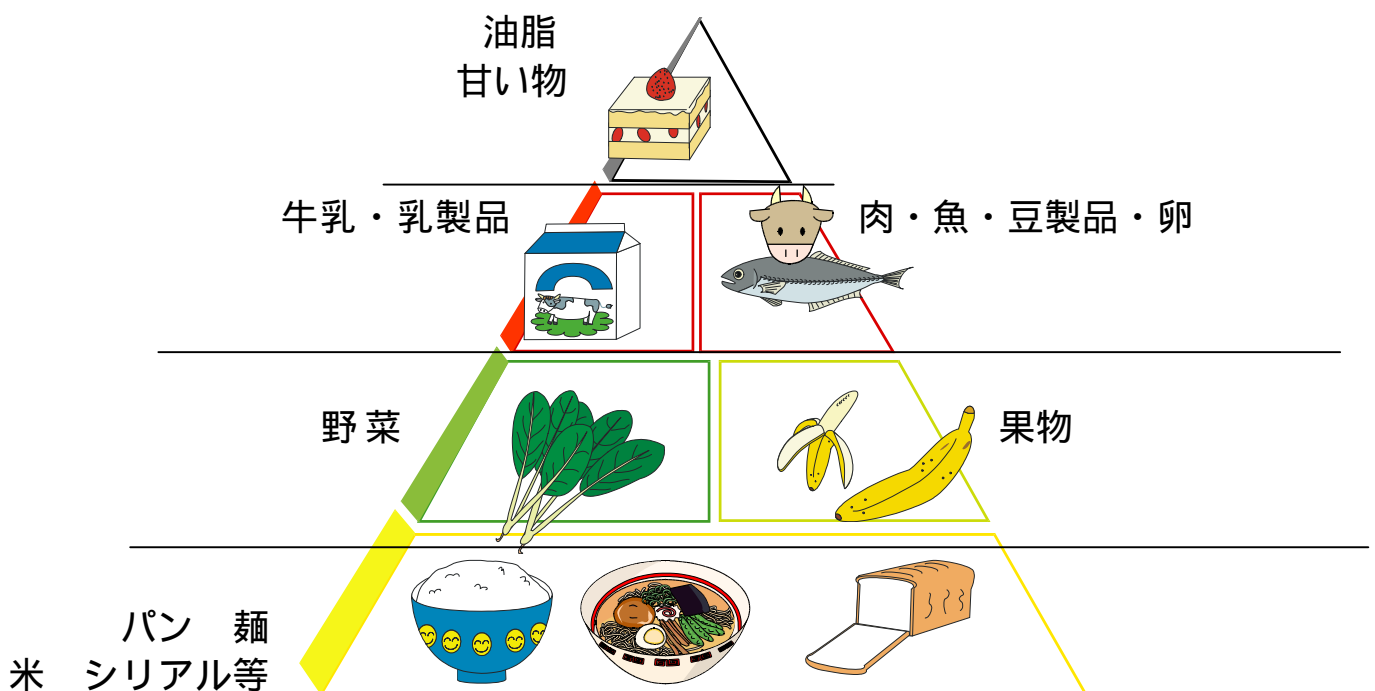 油脂
甘い物
牛乳・乳製品
肉・魚・豆製品・卵
野菜
果物
パン　麺
米　シリアル等